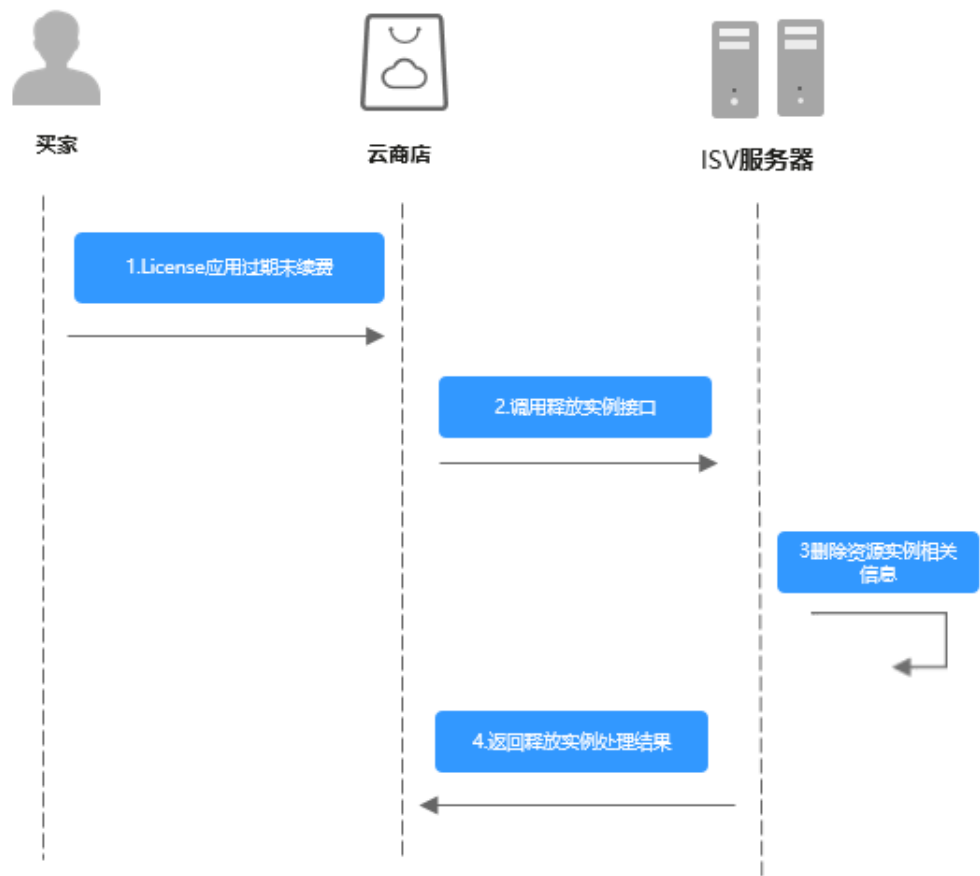 买家
云商店
ISV服务器
1.License应用过期未续费
2.调用释放实例接口
3删除资源实例相关
信息
4.返回释放实例处理结果